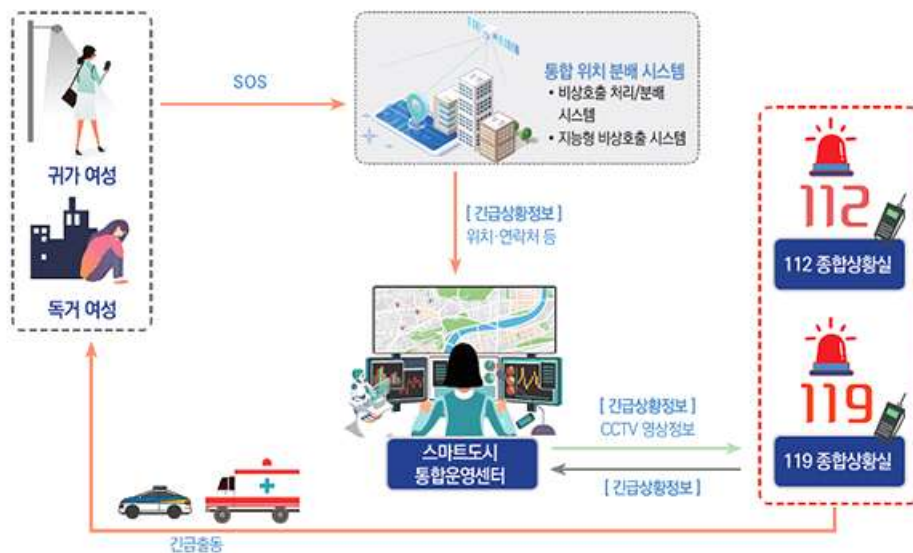 SOS
통합 위치 분배 시스템
• 비상호출 처리/분배
시스템
• 지능형 비상호출 시스템
귀가 여성
독거 여성
[ 긴급상황정보 ]
위치·연락처 등
112
112 종합상황실
119
119 종합상황실
스마트도시
통합운영센터
[ 긴급상황정보 ]
CCTV 영상정보
[ 긴급상황정보 ]
긴급출동